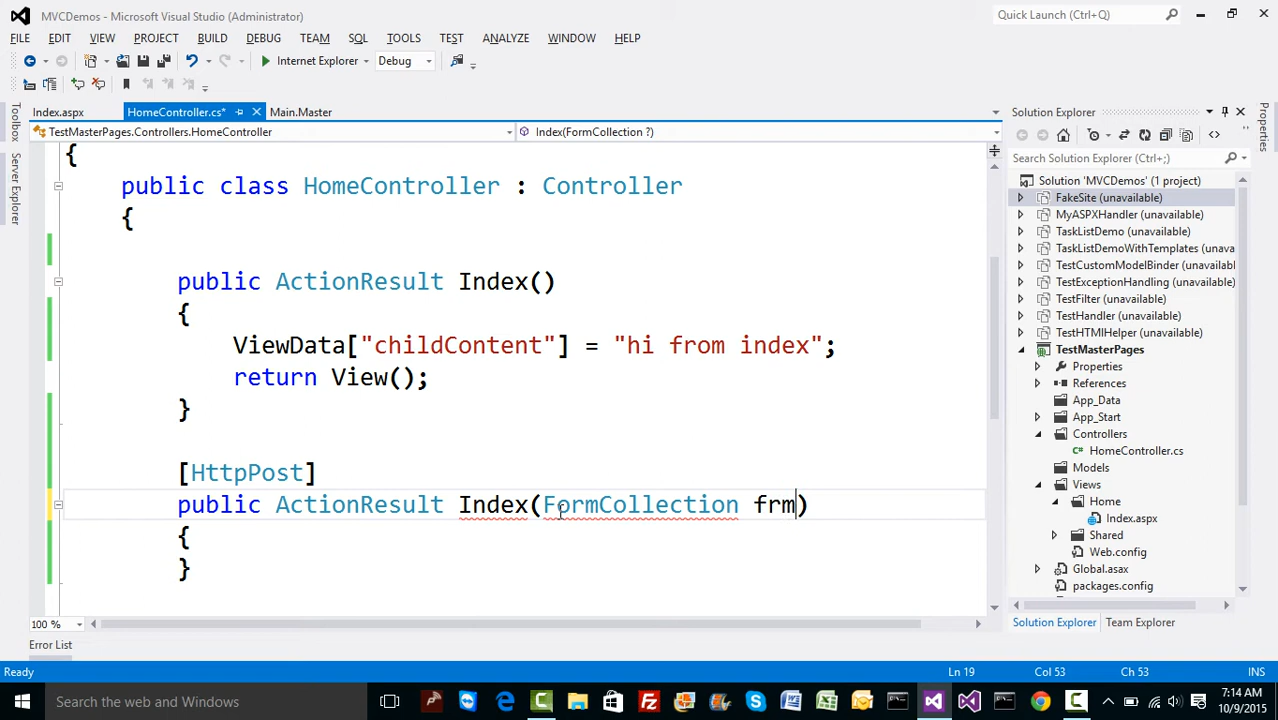 MVCDemos - Microsoft Visual Studio (Administrator)
Quick Launch (Ctrl+Q)
FILE EDIT VIEW PROJECT BUILD DEBUG TEAM SQL TOOLS TEST ANALYZE WINDOW HELP
Internet Explorer Debug
Index.aspx HomeController.cs* Main.Master
TestMasterPages.Controllers.HomeController Index(FormCollection ?)
{
public class HomeController : Controller
{
public ActionResult Index()
{
ViewData["childContent"] = "hi from index";
return View();
}
[HttpPost]
public ActionResult Index(FormCollection frm)
{
}
100 %
Error List
Toolbox
Server Explorer
Properties
Solution Explorer
Search Solution Explorer (Ctrl+;)
Solution 'MVCDemos' (1 project)
FakeSite (unavailable)
MyASPXHandler (unavailable)
TaskListDemo (unavailable)
TaskListDemoWithTemplates (unava
TestCustomModelBinder (unavailab
TestExceptionHandling (unavailabl
TestFilter (unavailable)
TestHandler (unavailable)
TestHTMIHelper (unavailable)
TestMasterPages
Properties
References
App_Data
App_Start
Controllers
HomeController.cs
Models
Views
Home
Index.aspx
Shared
Web.config
Global.asax
packages.config
Solution Explorer Team Explorer
Ready Ln 19 Col 53 Ch 53 INS
Search the web and Windows
7:14 AM
10/9/2015